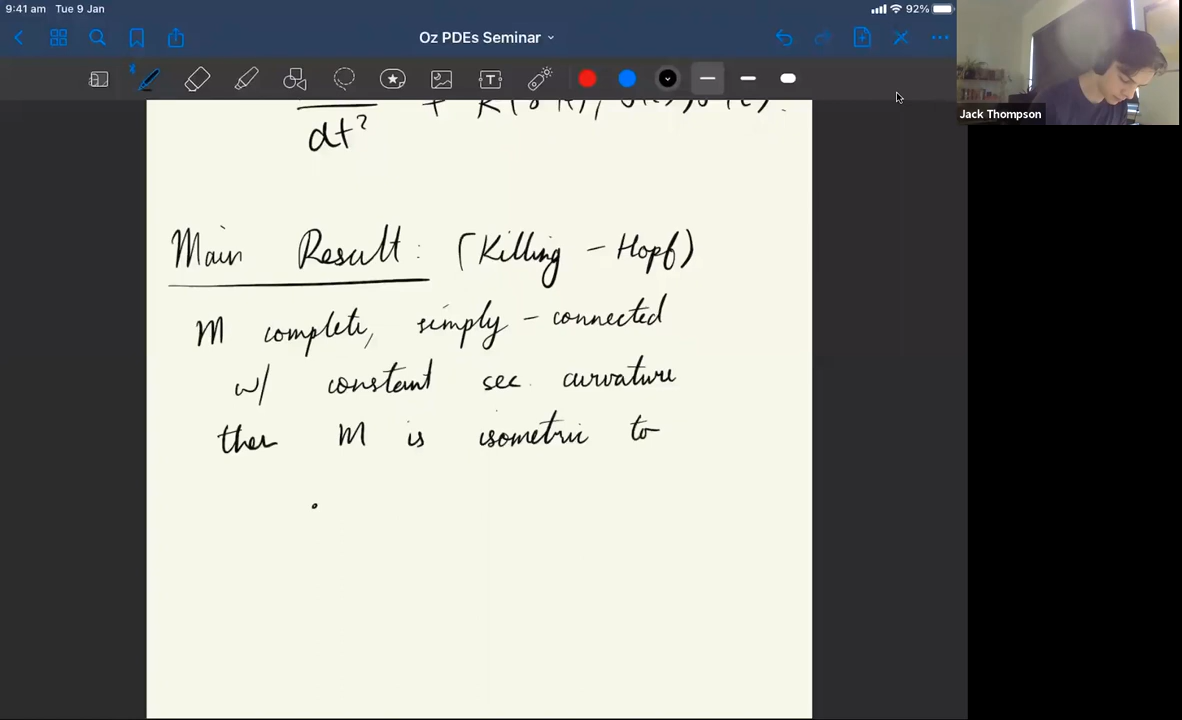 9:41 am Tue 9 Jan
92%
Oz PDEs Seminar
Jack Thompson
dt²
Main Result: (Killing - Hopf)
M complete, simply - connected
w/ constant sec. curvature
then M is isometric to